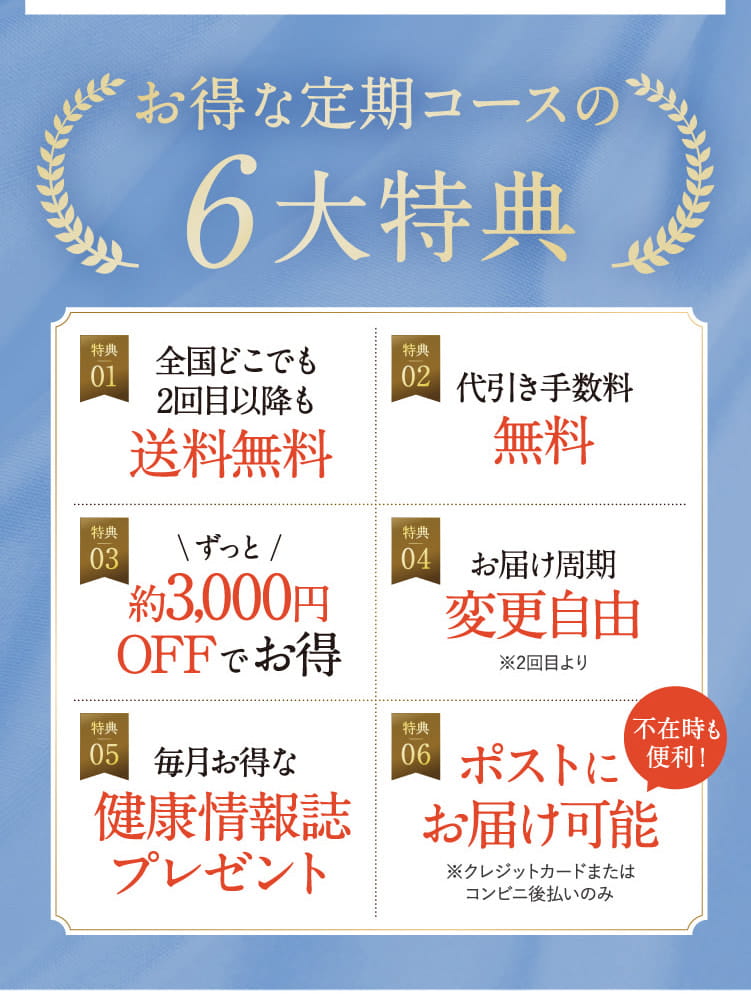 お得な定期コースの
6大特典
特典
01
全国どこでも
2回目以降も
送料無料
特典
02
代引き手数料
無料
特典
03
\ ずっと /
約3,000円
OFFでお得
特典
04
お届け周期
変更自由
※2回目より
特典
05
毎月お得な
健康情報誌
プレゼント
特典
06
不在時も
便利!
ポストに
お届け可能
※クレジットカードまたは
コンビニ後払いのみ